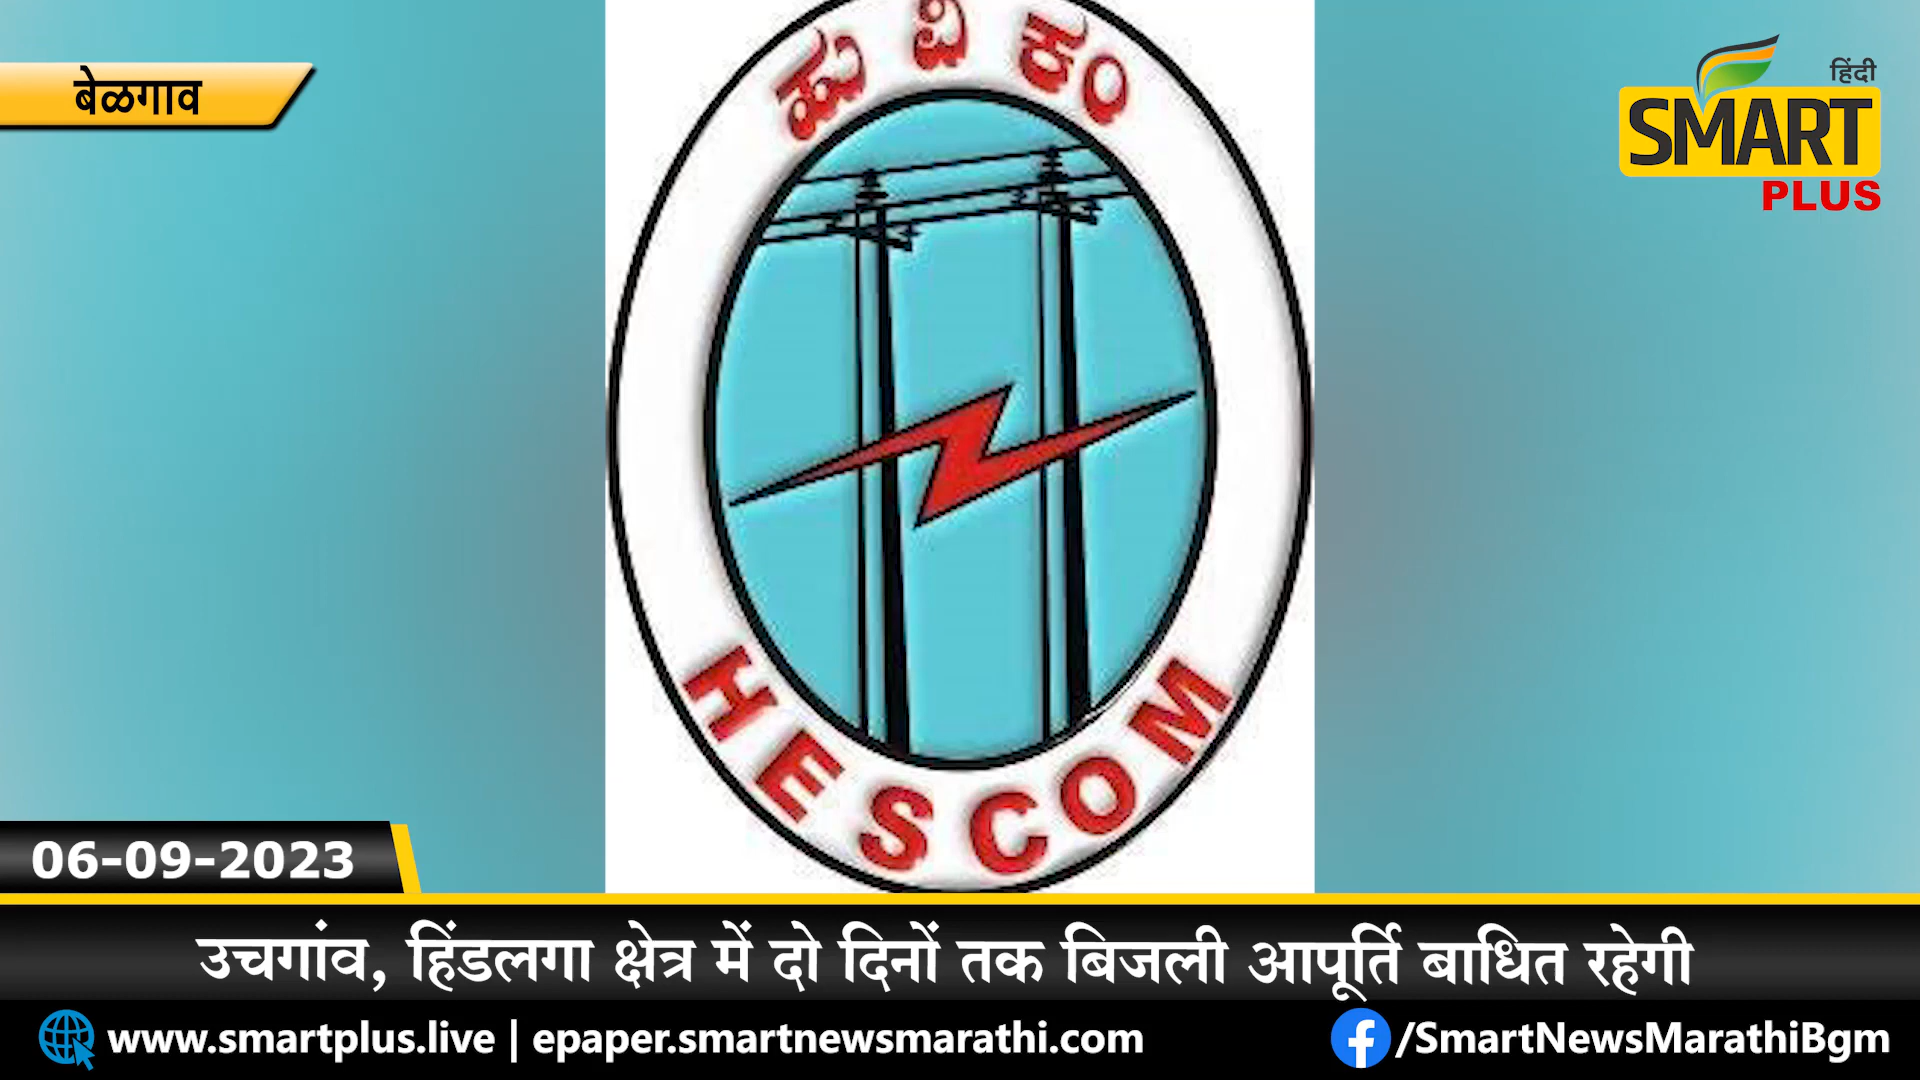 ಹು ವಿ ಕಂ
बेळगाव
हिंदी
SMART
PLUS
HESCOM
06-09-2023
उचगांव, हिंडलगा क्षेत्र में दो दिनों तक बिजली आपूर्ति बाधित रहेगी
www.smartplus.live | epaper.smartnewsmarathi.com
/SmartNewsMarathiBgm